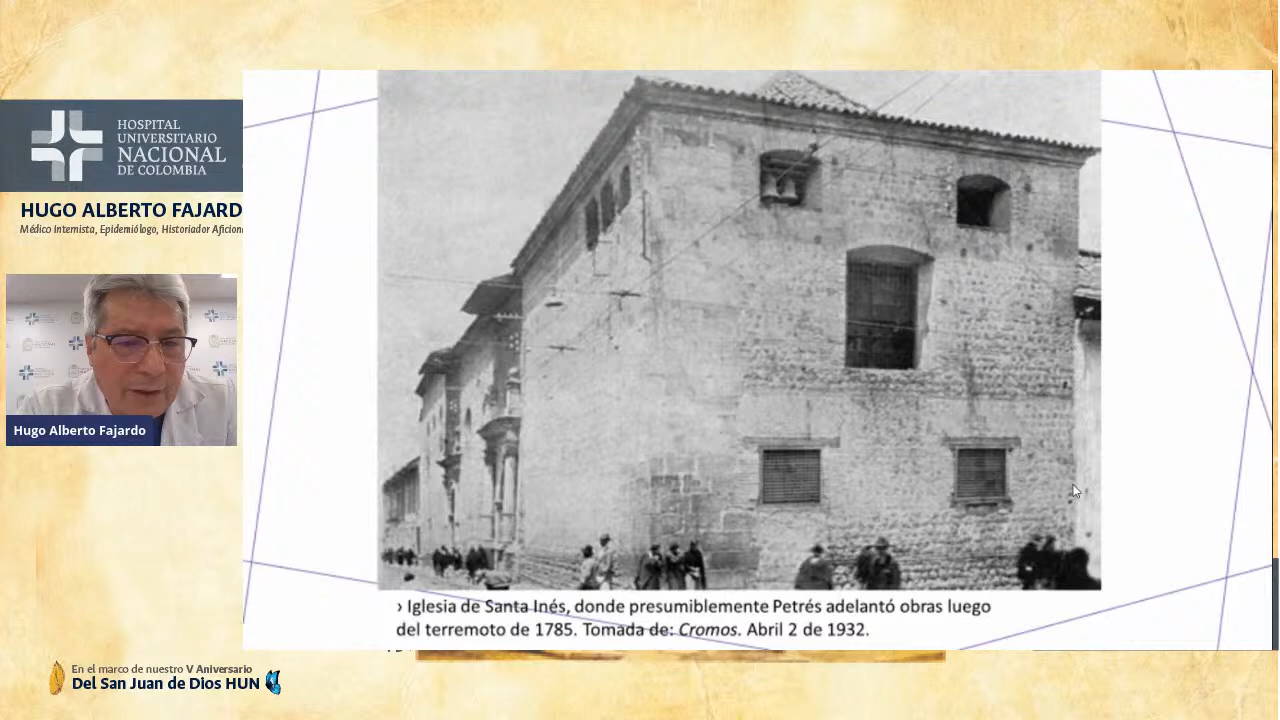 HOSPITAL
UNIVERSITARIO
NACIONAL
DE COLOMBIA
HUGO ALBERTO FAJARD
Médico Internista, Epidemiólogo, Historiador Aficion
Hugo Alberto Fajardo
› Iglesia de Santa Inés, donde presumiblemente Petrés adelantó obras luego
del terremoto de 1785. Tomada de: Cromos. Abril 2 de 1932.
En el marco de nuestro V Aniversario
Del San Juan de Dios HUN